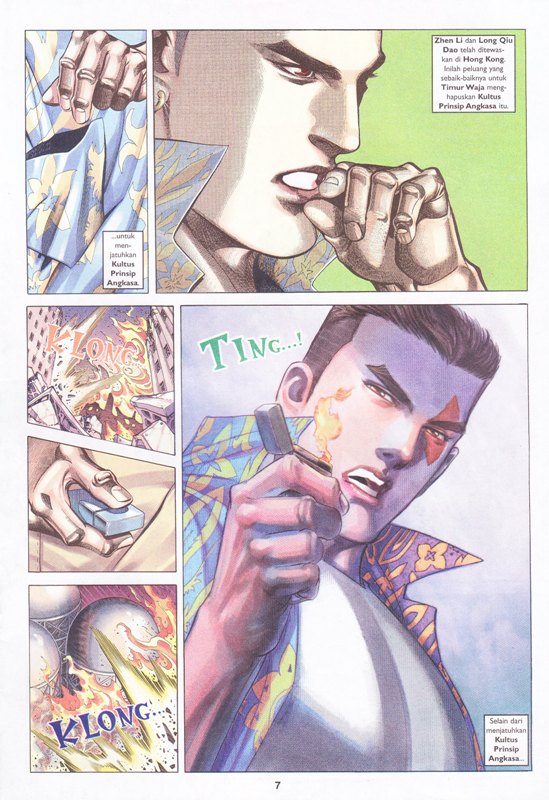 Zhen Li dan Long Qiu
Dao telah ditewas-
kan di Hong Kong.
Inilah peluang yang
sebaik-baiknya untuk
Timur Waja meng-
hapuskan Kultus
Prinsip Angkasa itu.
...untuk
men-
jatuhkan
Kultus
Prinsip
Angkasa.
KLONG
TING...!
KLONG...
Selain dari
menjatuhkan
Kultus
Prinsip
Angkasa...
7